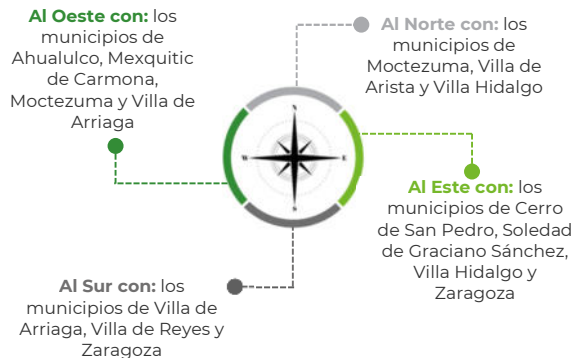 Al Oeste con: los
municipios de
Ahualulco, Mexquitic
de Carmona,
Moctezuma y Villa de
Arriaga
Al Norte con: los
municipios de
Moctezuma, Villa de
Arista y Villa Hidalgo
N
W
E
S
Al Este con: los
municipios de Cerro
de San Pedro, Soledad
de Graciano Sánchez,
Villa Hidalgo y
Zaragoza
Al Sur con: los
municipios de Villa de
Arriaga, Villa de Reyes y
Zaragoza